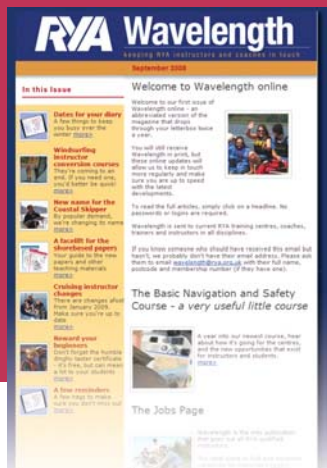 RYA Wavelength
keeping RYA instructors and coaches in touch
September 2008
In this Issue
Dates for your diary
A few things to keep
you busy over the
winter more>
Windsurfing
instructor
conversion courses
They're coming to an
end. If you need one,
you'd better be quick!
more>
New name for the
Coastal Skipper
By popular demand,
we're changing its name
more>
A facelift for the
shorebased papers
Your guide to the new
papers and other
teaching materials
more>
Cruising instructor
changes
There are changes afoot
from January 2009.
Make sure you're up to
date
more>
Reward your
beginners
Don't forget the humble
dinghy taster certificate
- it's free, but can mean
a lot to your students
more>
A few reminders
A few tips to make
sure you don't miss out
more>
Welcome to Wavelength online
Welcome to our first issue of
Wavelength online - an
abbreviated version of the
magazine that drops
through your letterbox twice
a year.
You will still receive
Wavelength in print, but
these online updates will
allow us to keep in touch
more regularly and make
sure you are up to speed
with the latest
developments.
To read the full articles, simply click on a headline. No
passwords or logins are required.
Wavelength is sent to current RYA training centres, coaches,
trainers and instructors in all disciplines.
If you know someone who should have received this email but
hasn't, we probably don't have their email address. Please ask
them to email wavelength@rya.org.uk with their full name,
postcode and membership number (if they have one).
The Basic Navigation and Safety
Course - a very useful little course
A year into our newest course, hear
about how it's going for the centres,
and the new opportunities that exist
for instructors and students.
more>
The Jobs Page
Wavelength is the only publication
that goes out all RYA qualified